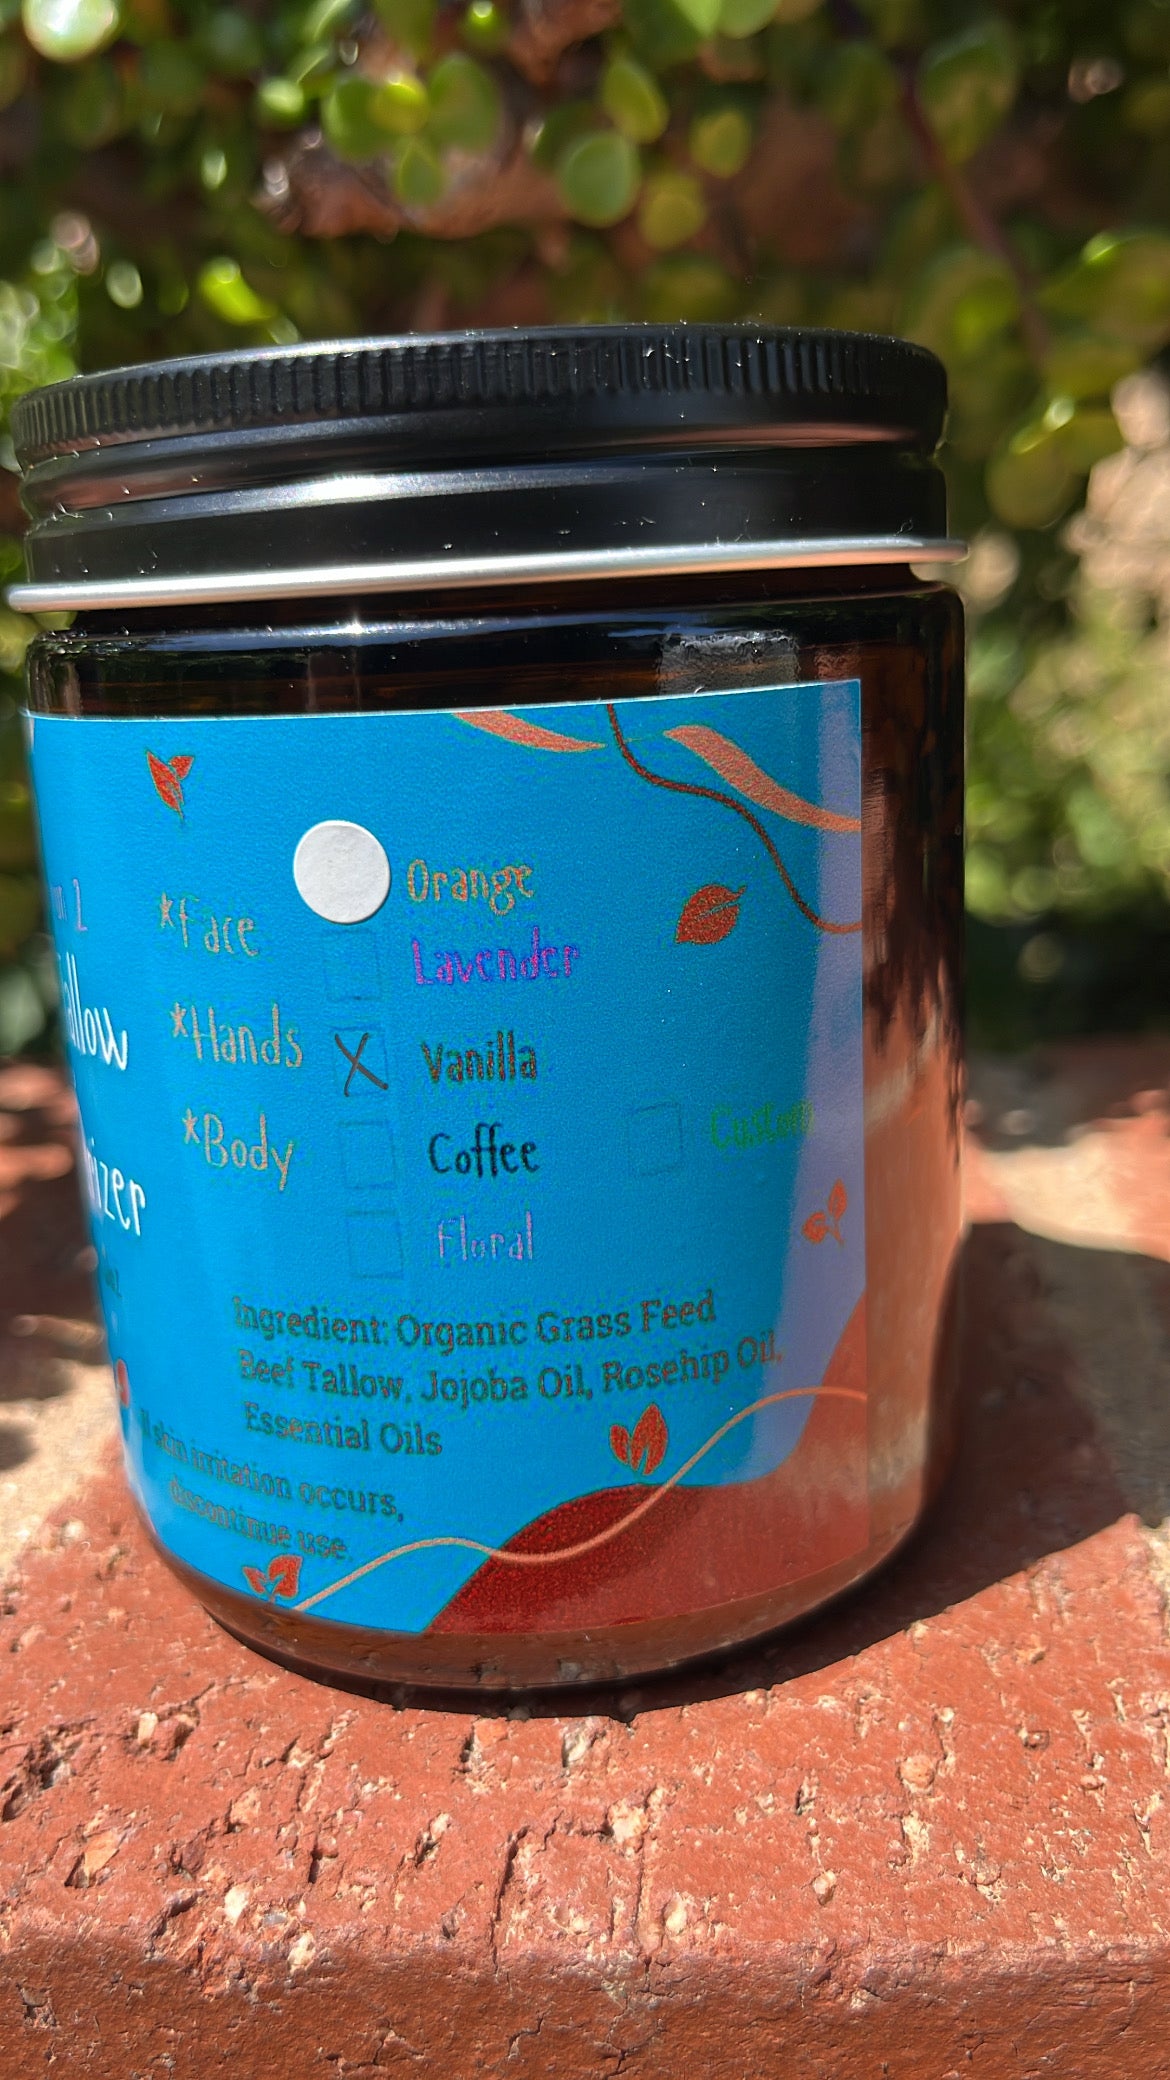 *Face
*Hands
*Body
Orange
Lavender
X Vanilla
Coffee
Floral
Custom
Ingredient: Organic Grass Feed
Beef Tallow, Jojoba Oil, Rosehip Oil,
Essential Oils
skin irritation occurs,
discontinue use.